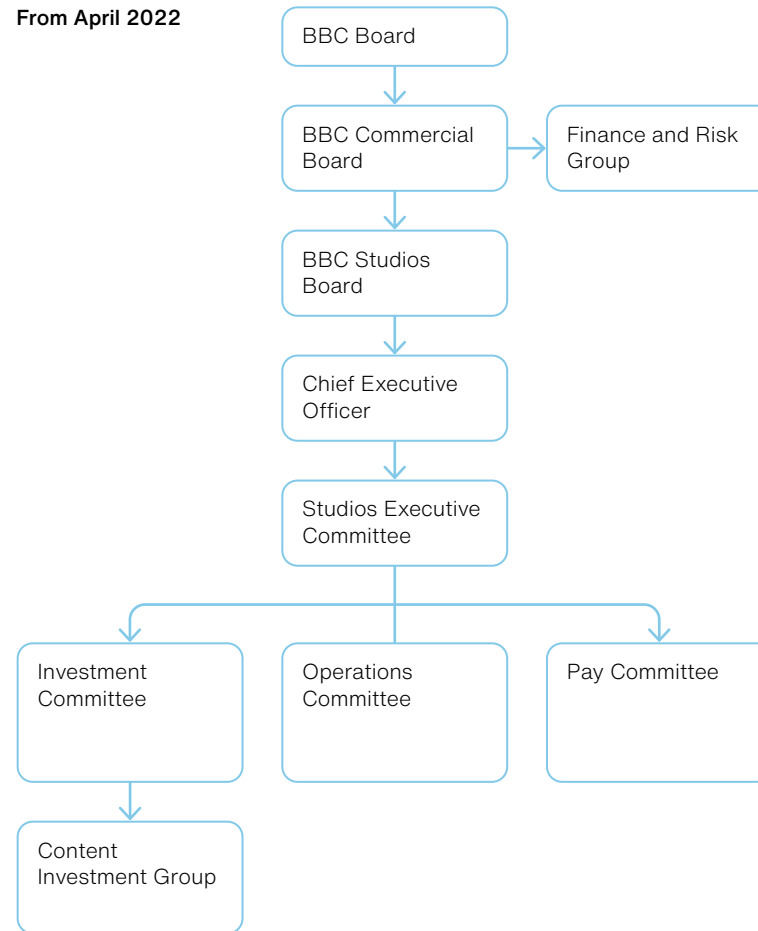 From April 2022
BBC Board
BBC Commercial
Board
Finance and Risk
Group
BBC Studios
Board
Chief Executive
Officer
Studios Executive
Committee
Investment
Committee
Operations
Committee
Pay Committee
Content
Investment Group